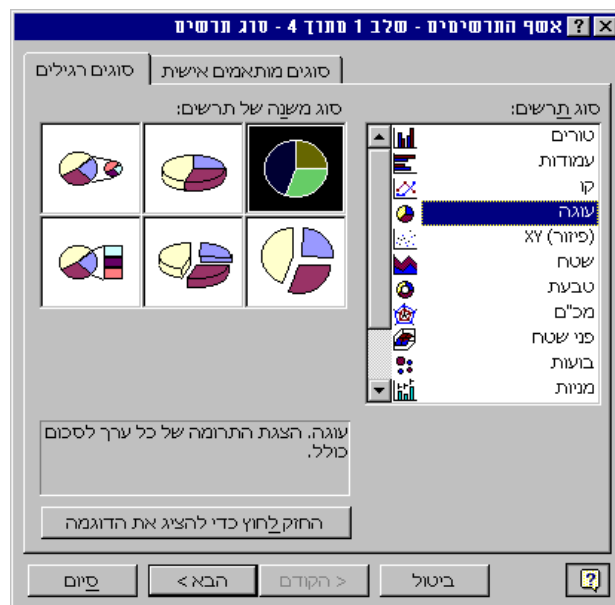 אשף התרשימים - שלב 1 מתוך 4 - סוג תרשים
סוגים רגילים
סוגים מותאמים אישית
סוג תרשים:
טורים
עמודות
קו
עוגה
(פיזור) XY
שטח
טבעת
מכ"ם
פני שטח
בועות
מניות
סוג משנה של תרשים:
עוגה. הצגת התרומה של כל ערך לסכום
כולל.
החזק לחוץ כדי להציג את הדוגמה
ביטול
< הקודם
הבא >
סיום